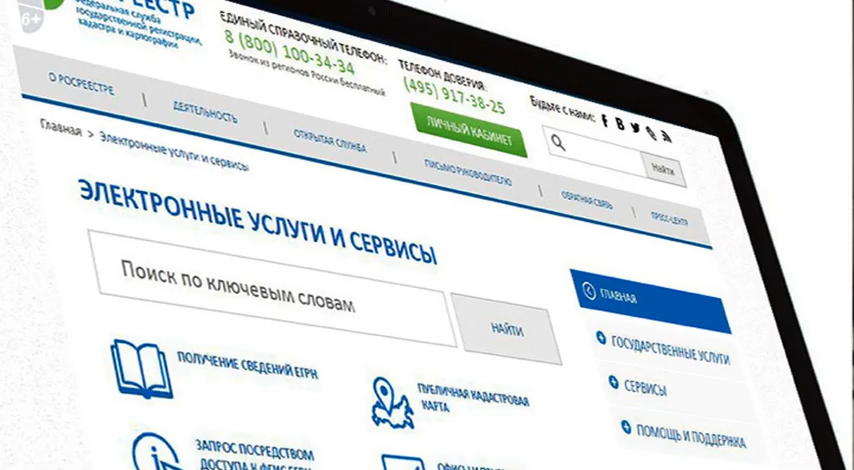 6+
РЕЕСТР
Федеральная служба
государственной регистрации,
кадастра и картографии
ЕДИНЫЙ СПРАВОЧНЫЙ ТЕЛЕФОН:
8 (800) 100-34-34
Звонок из регионов России бесплатный
ТЕЛЕФОН ДОВЕРИЯ:
(495) 917-38-25
ЛИЧНЫЙ КАБИНЕТ
Будьте с нами:
Найти
О РОСРЕЕСТРЕ | ДЕЯТЕЛЬНОСТЬ | ОТКРЫТАЯ СЛУЖБА | ПИСЬМО РУКОВОДИТЕЛЮ | ОБРАТНАЯ СВЯЗЬ | ПРЕСС-ЦЕНТР
Главная > Электронные услуги и сервисы
ЭЛЕКТРОННЫЕ УСЛУГИ И СЕРВИСЫ
Поиск по ключевым словам
НАЙТИ
ПОЛУЧЕНИЕ СВЕДЕНИЙ ЕГРН
ПУБЛИЧНАЯ КАДАСТРОВАЯ
КАРТА
ЗАПРОС ПОСРЕДСТВОМ
ДОСТУПА К ФГИС ЕГРН
ГЛАВНАЯ
ГОСУДАРСТВЕННЫЕ УСЛУГИ
СЕРВИСЫ
ПОМОЩЬ И ПОДДЕРЖКА